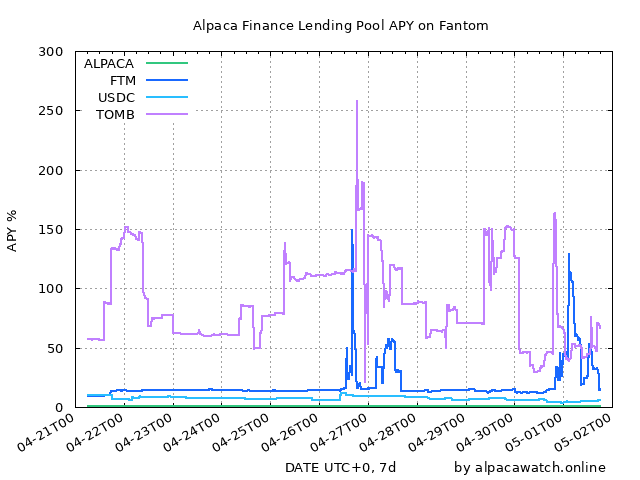 Alpaca Finance Lending Pool APY on Fantom
300
250
200
150
100
50
0
APY %
ALPACA
FTM
USDC
TOMB
04-21T00
04-22T00
04-23T00
04-24T00
04-25T00
04-26T00
04-27T00
04-28T00
04-29T00
04-30T00
05-01T00
05-02T00
DATE UTC+0, 7d
by alpacawatch.online